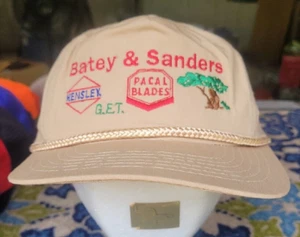 Batey & Sanders
HENSLEY
G.E.T.
PACAL
BLADES